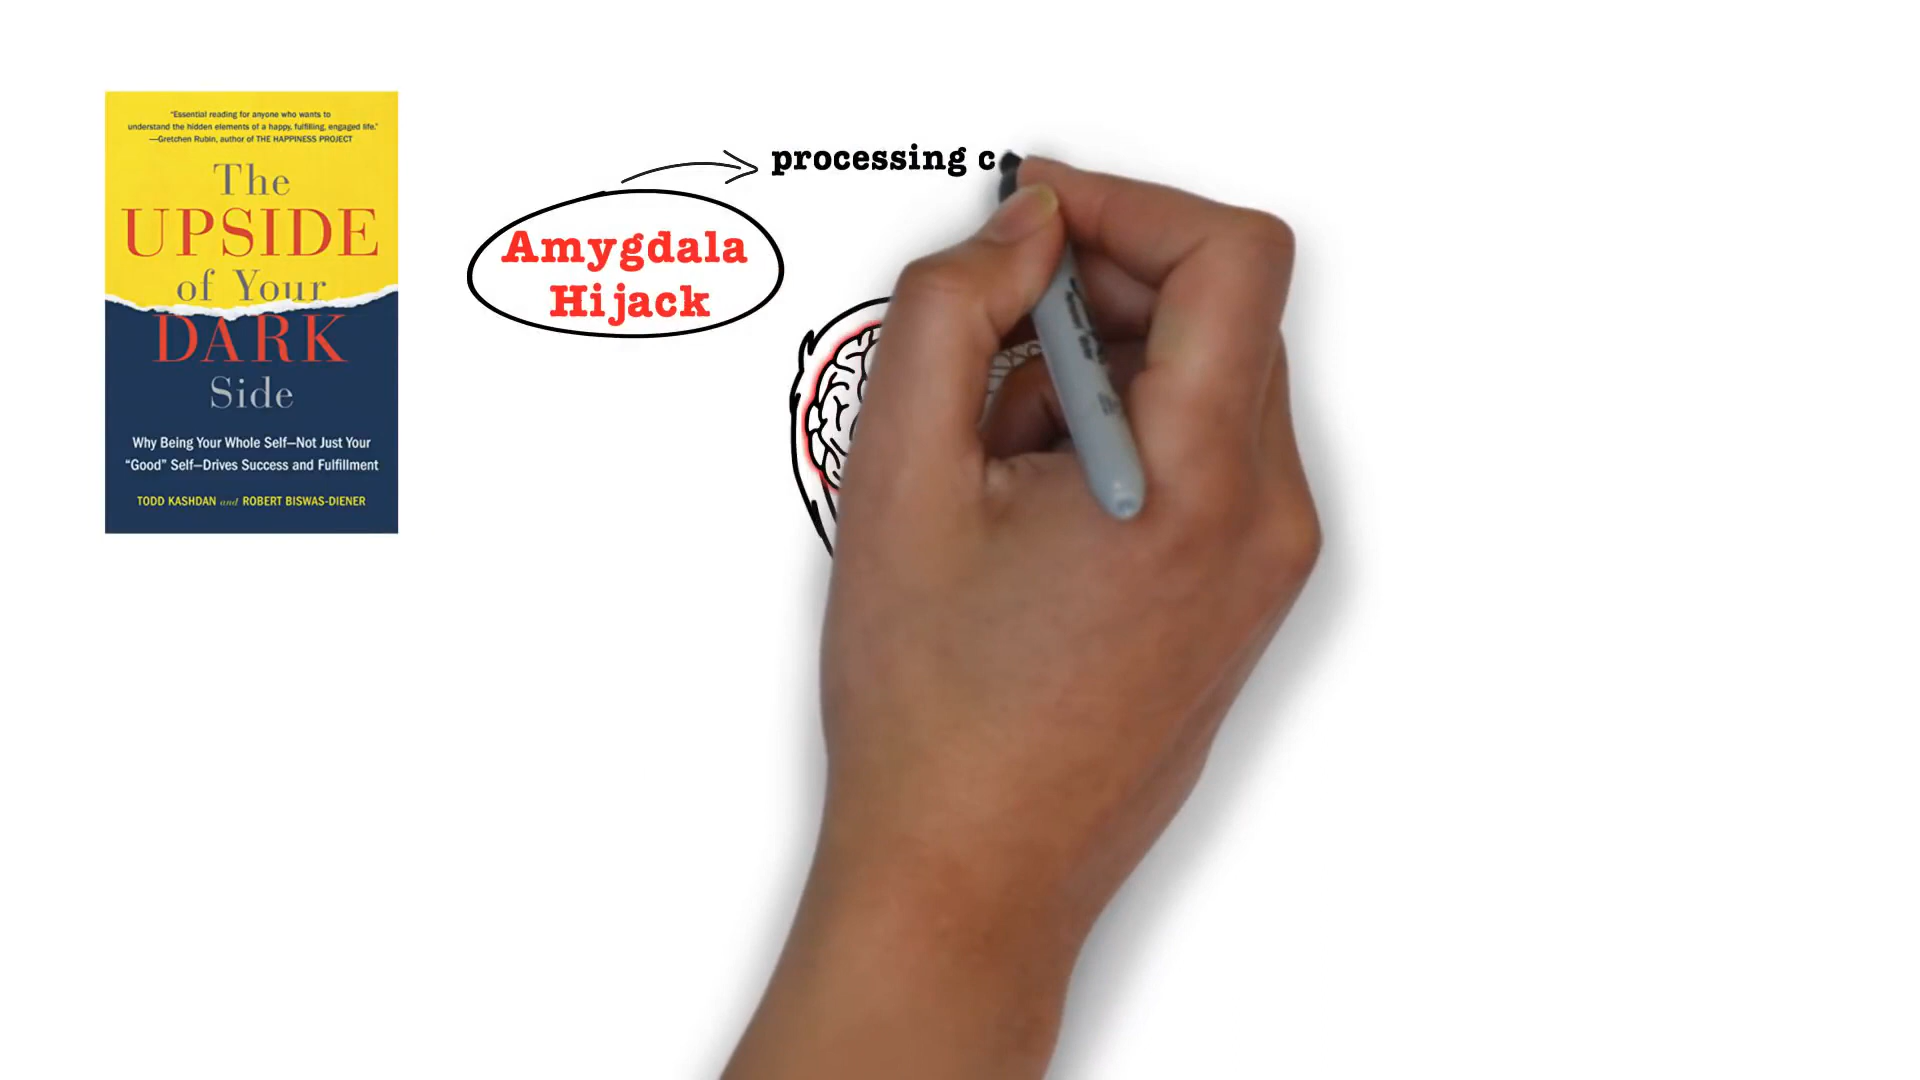 "Essential reading for anyone who wants to
understand the hidden elements of a happy, fulfilling, engaged life."
—Gretchen Rubin, author of THE HAPPINESS PROJECT
The
UPSIDE
of Your
DARK
Side
Why Being Your Whole Self—Not Just Your
"Good" Self—Drives Success and Fulfillment
TODD KASHDAN and ROBERT BISWAS-DIENER
processing c
Amygdala
Hijack